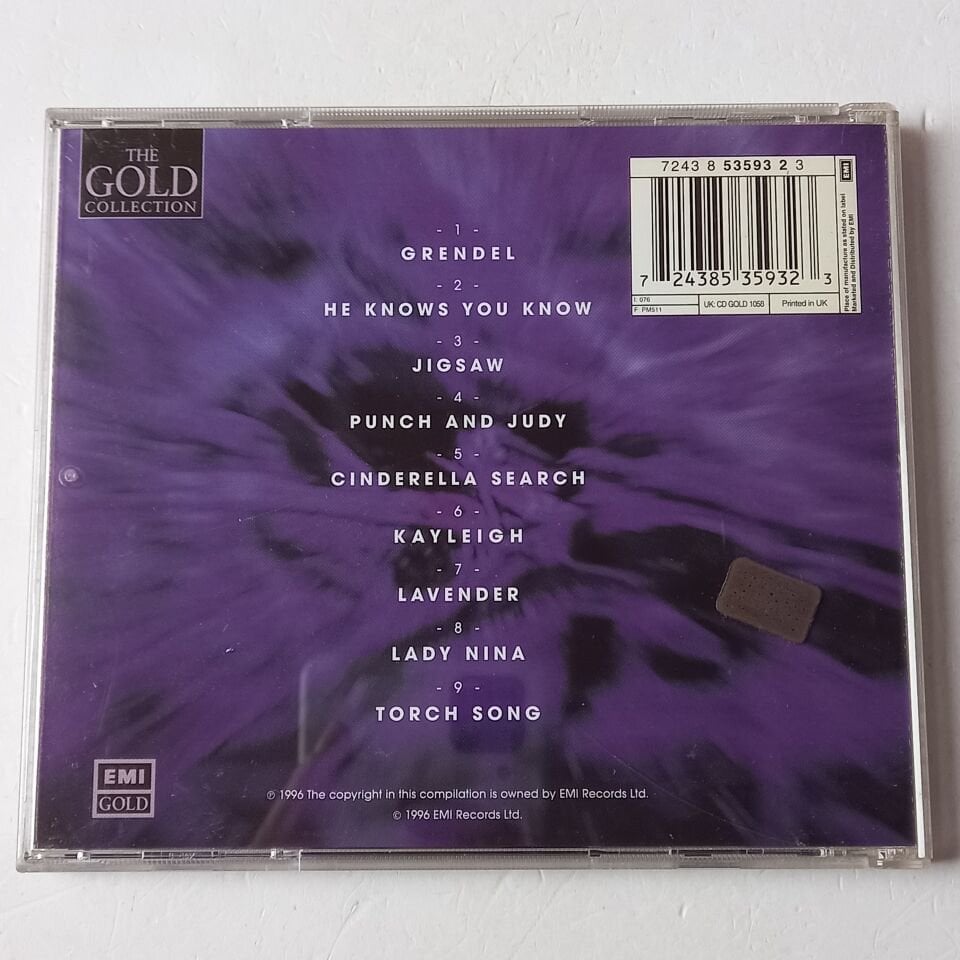 THE
GOLD
COLLECTION
7243 8 53593 2 3
EMI
Place of manufacture as stated on label
Marketed and Distributed by EMI
7 24385 35932 3
I: 076
F: PM511
UK: CD GOLD 1058
Printed in UK
- 1 -
GRENDEL
- 2 -
HE KNOWS YOU KNOW
- 3 -
JIGSAW
- 4 -
PUNCH AND JUDY
- 5 -
CINDERELLA SEARCH
- 6 -
KAYLEIGH
- 7 -
LAVENDER
- 8 -
LADY NINA
- 9 -
TORCH SONG
EMI
GOLD
℗ 1996 The copyright in this compilation is owned by EMI Records Ltd.
© 1996 EMI Records Ltd.